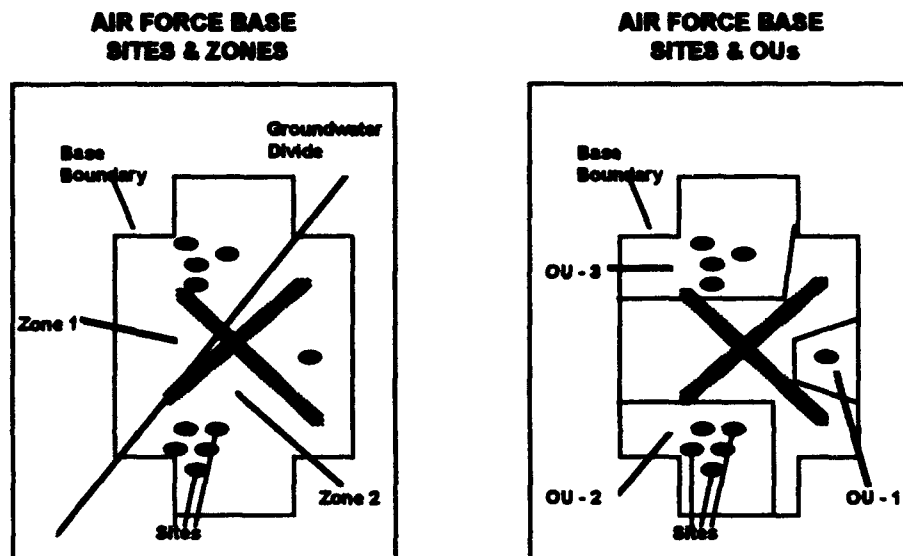 AIR FORCE BASE
SITES & ZONES
Groundwater
Divide
Base
Boundary
Zone 1
Zone 2
Sites
AIR FORCE BASE
SITES & OUs
Base
Boundary
OU - 3
OU - 2
OU - 1
Sites